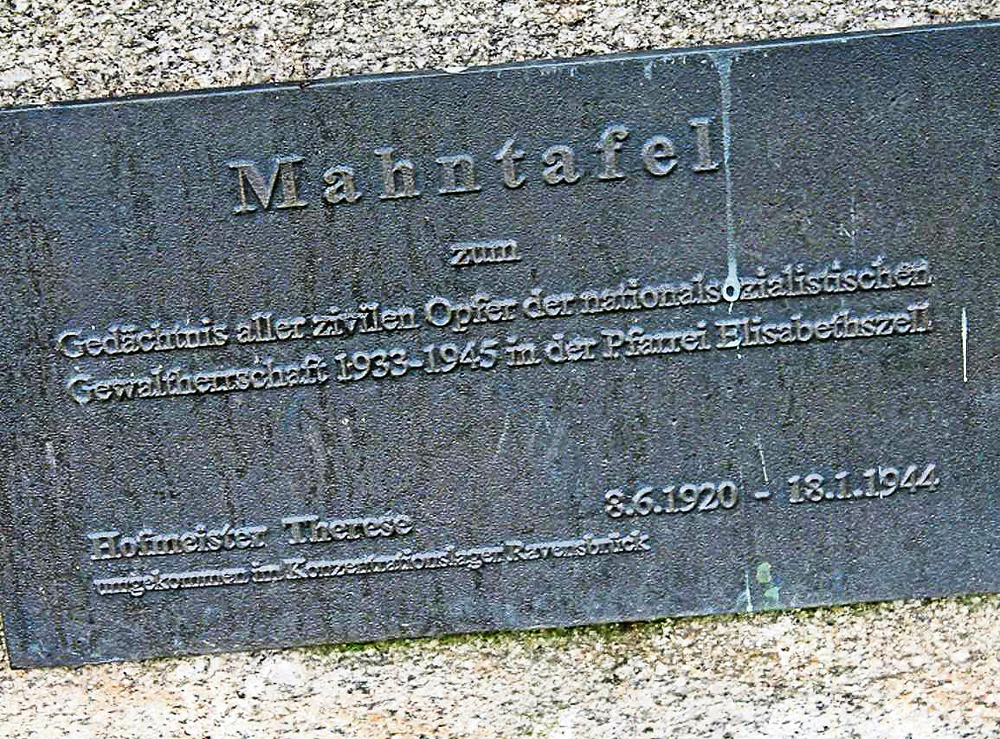 Mahntafel
zum
Gedächtnis aller zivilen Opfer der nationalsozialistischen
Gewaltherrschaft 1933-1945 in der Pfarrei Elisabethszell
Hofmeister Therese 8.6.1920 - 18.1.1944
umgekommen im Konzentrationslager Ravensbrück